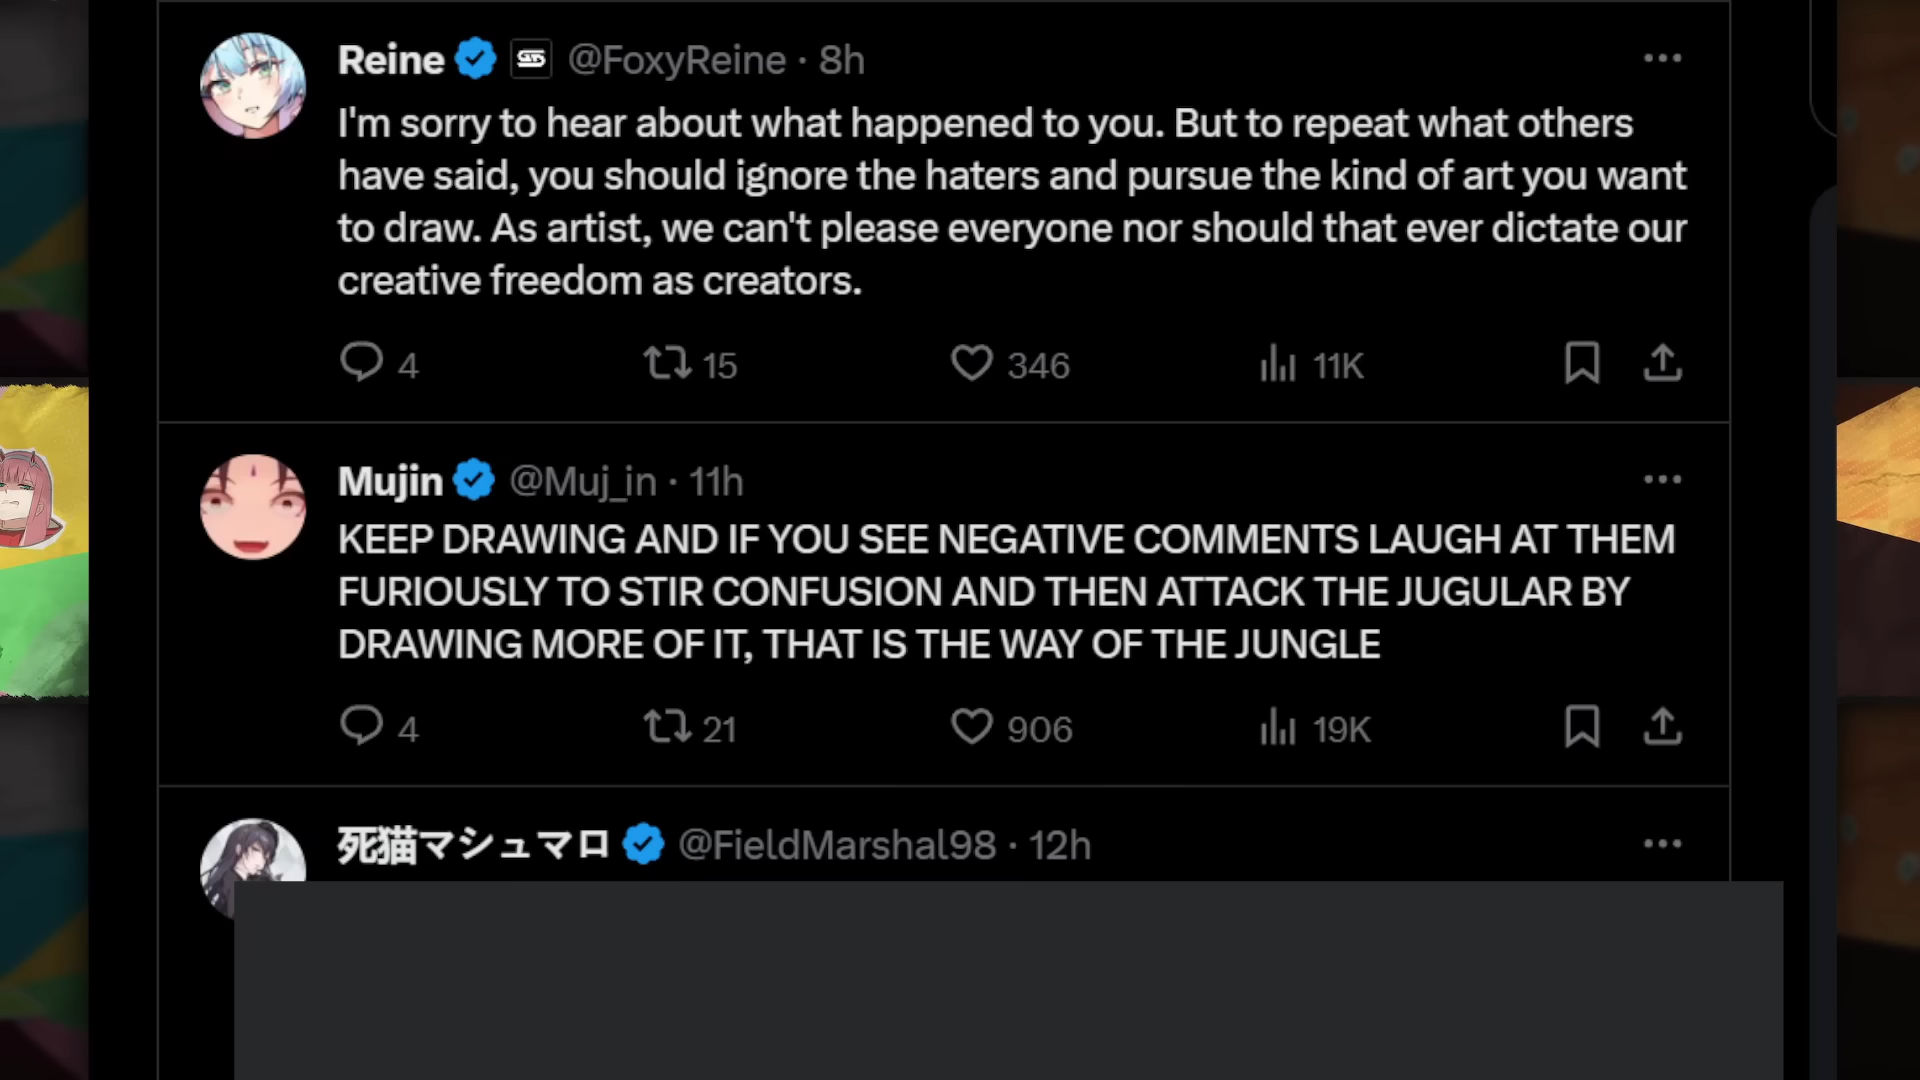 Reine @FoxyReine · 8h
I'm sorry to hear about what happened to you. But to repeat what others
have said, you should ignore the haters and pursue the kind of art you want
to draw. As artist, we can't please everyone nor should that ever dictate our
creative freedom as creators.
4 15 346 11K
Mujin @Muj_in · 11h
KEEP DRAWING AND IF YOU SEE NEGATIVE COMMENTS LAUGH AT THEM
FURIOUSLY TO STIR CONFUSION AND THEN ATTACK THE JUGULAR BY
DRAWING MORE OF IT, THAT IS THE WAY OF THE JUNGLE
4 21 906 19K
死猫マシュマロ @FieldMarshal98 · 12h